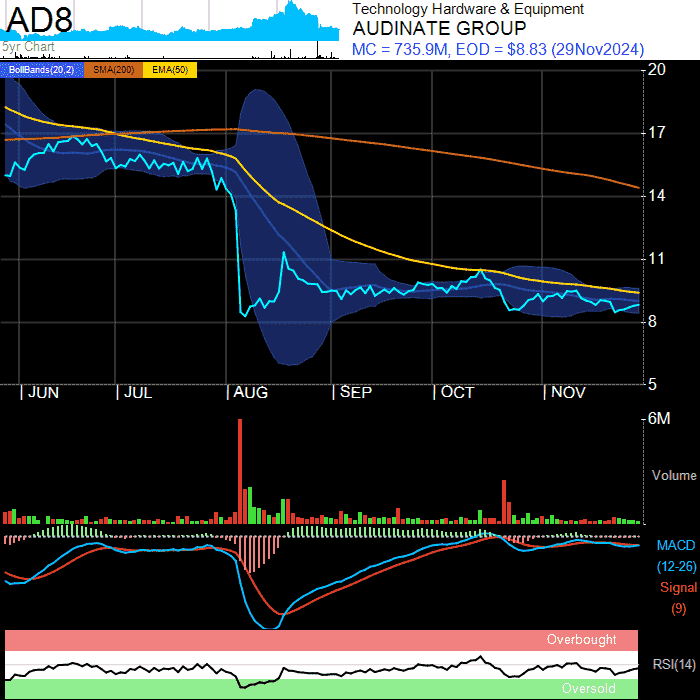 AD8
5yr Chart
Technology Hardware & Equipment
AUDINATE GROUP
MC = 735.9M, EOD = $8.83 (29Nov2024)
BollBands(20,2) SMA(200) EMA(50)
20
17
14
11
8
5
JUN JUL AUG SEP OCT NOV
6M
Volume
MACD
(12-26)
Signal
(9)
Overbought
RSI(14)
Oversold